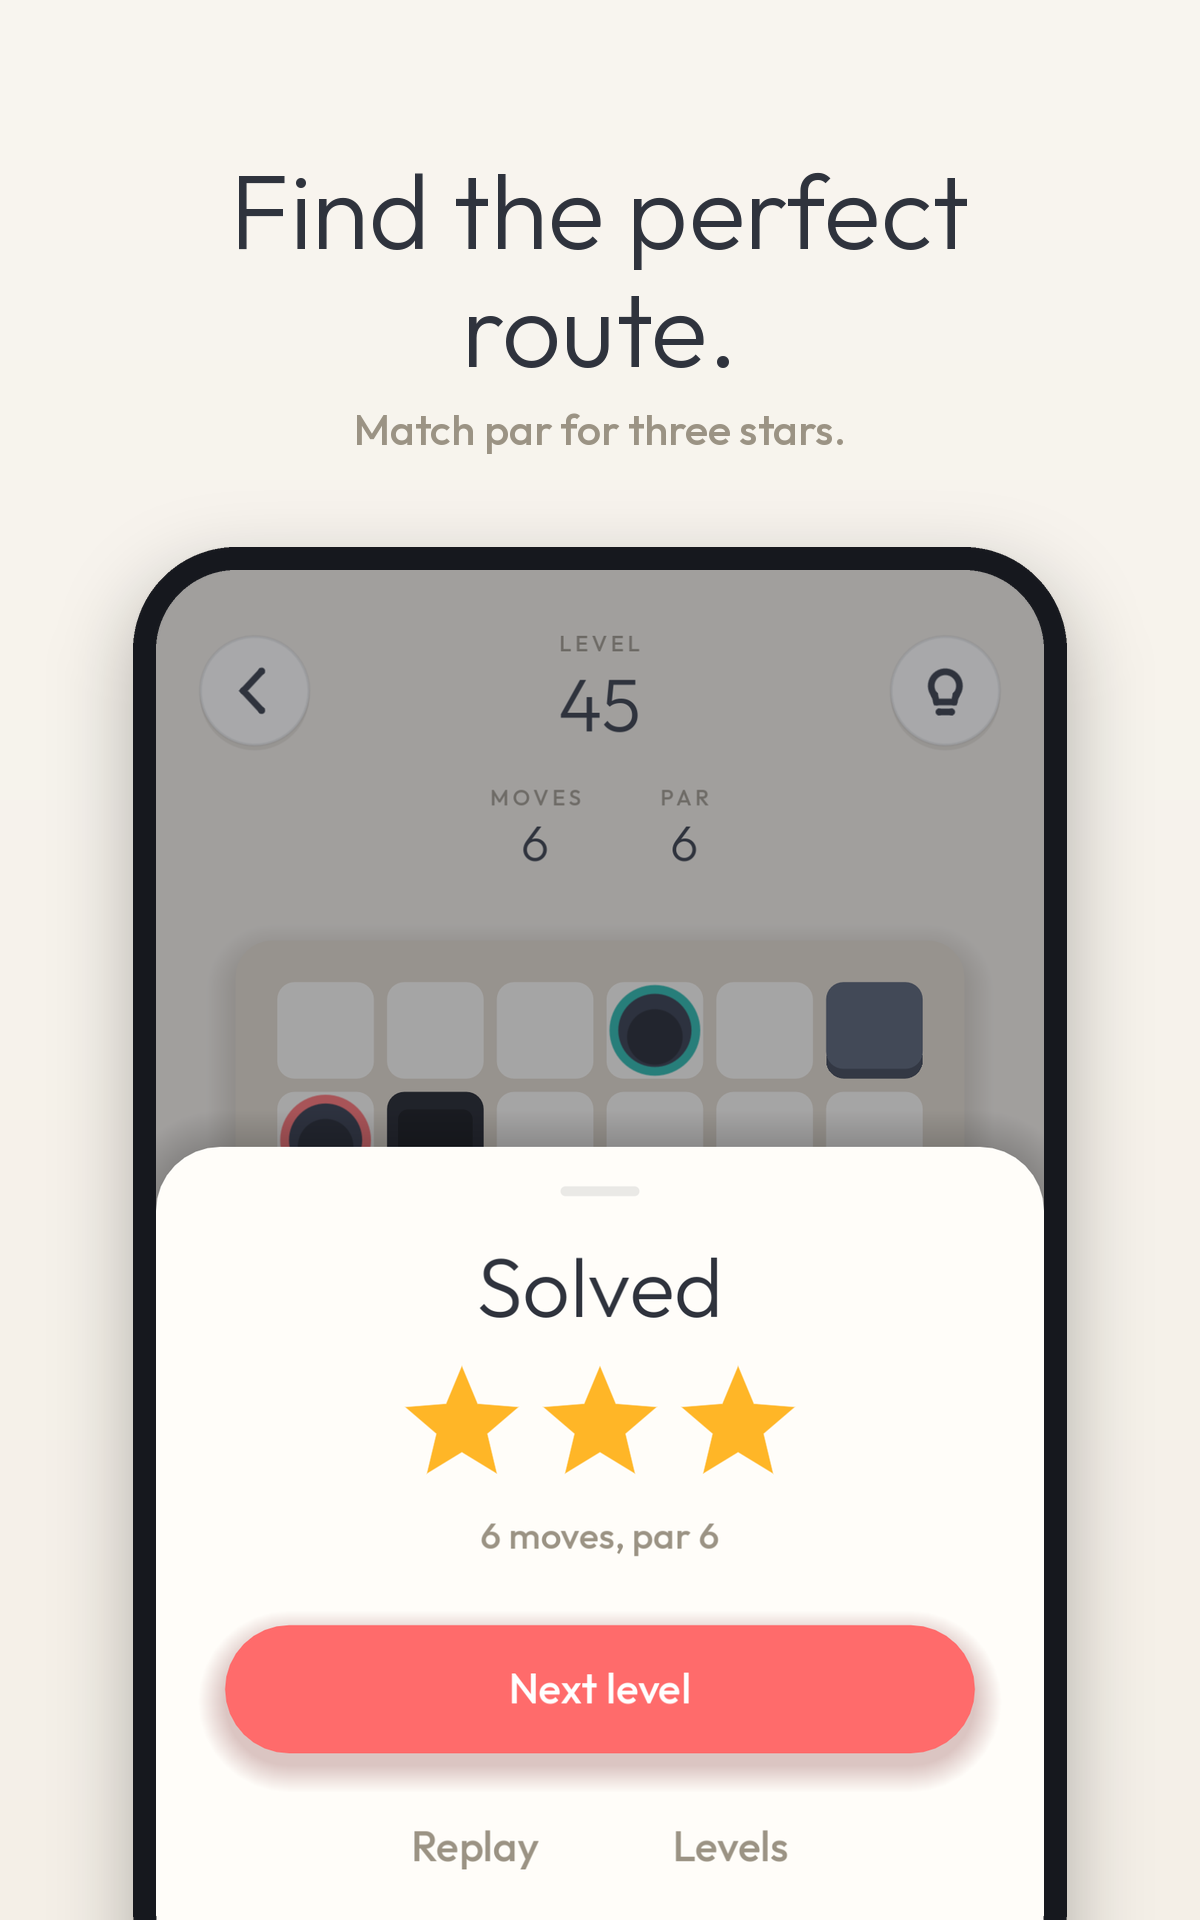 Find the perfect
route.
Match par for three stars.
LEVEL
45
MOVES PAR
6 6
Solved
6 moves, par 6
Next level
Replay Levels